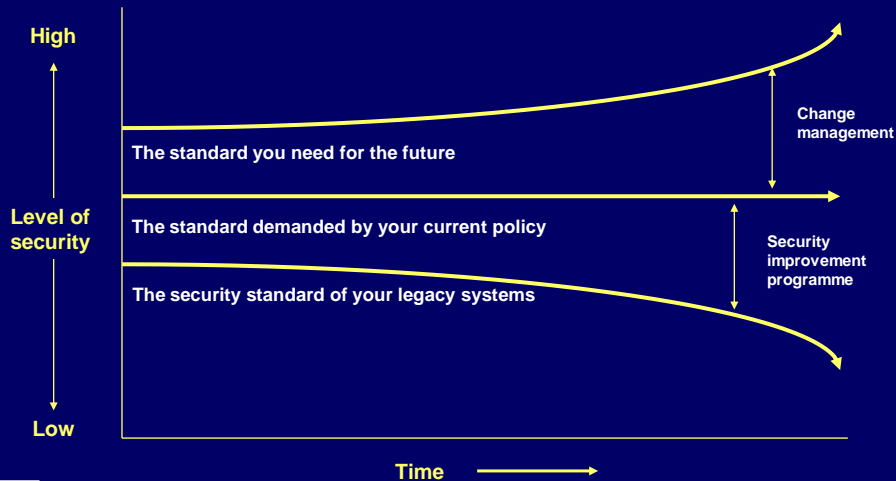 High
Change
management
The standard you need for the future
Level of
security
The standard demanded by your current policy
Security
improvement
programme
The security standard of your legacy systems
Low
Time